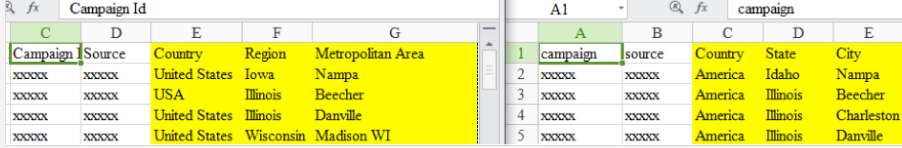 fx Campaign Id
A1 fx campaign
C D E F G
A B C D E
Campaign I Source Country Region Metropolitan Area
1 campaign source Country State City
xxxxx xxxxx United States Iowa Nampa
2 xxxxx xxxxx America Idaho Nampa
xxxxx xxxxx USA Illinois Beecher
3 xxxxx xxxxx America Illinois Beecher
xxxxx xxxxx United States Illinois Danville
4 xxxxx xxxxx America Illinois Charleston
xxxxx xxxxx United States Wisconsin Madison WI
5 xxxxx xxxxx America Illinois Danville